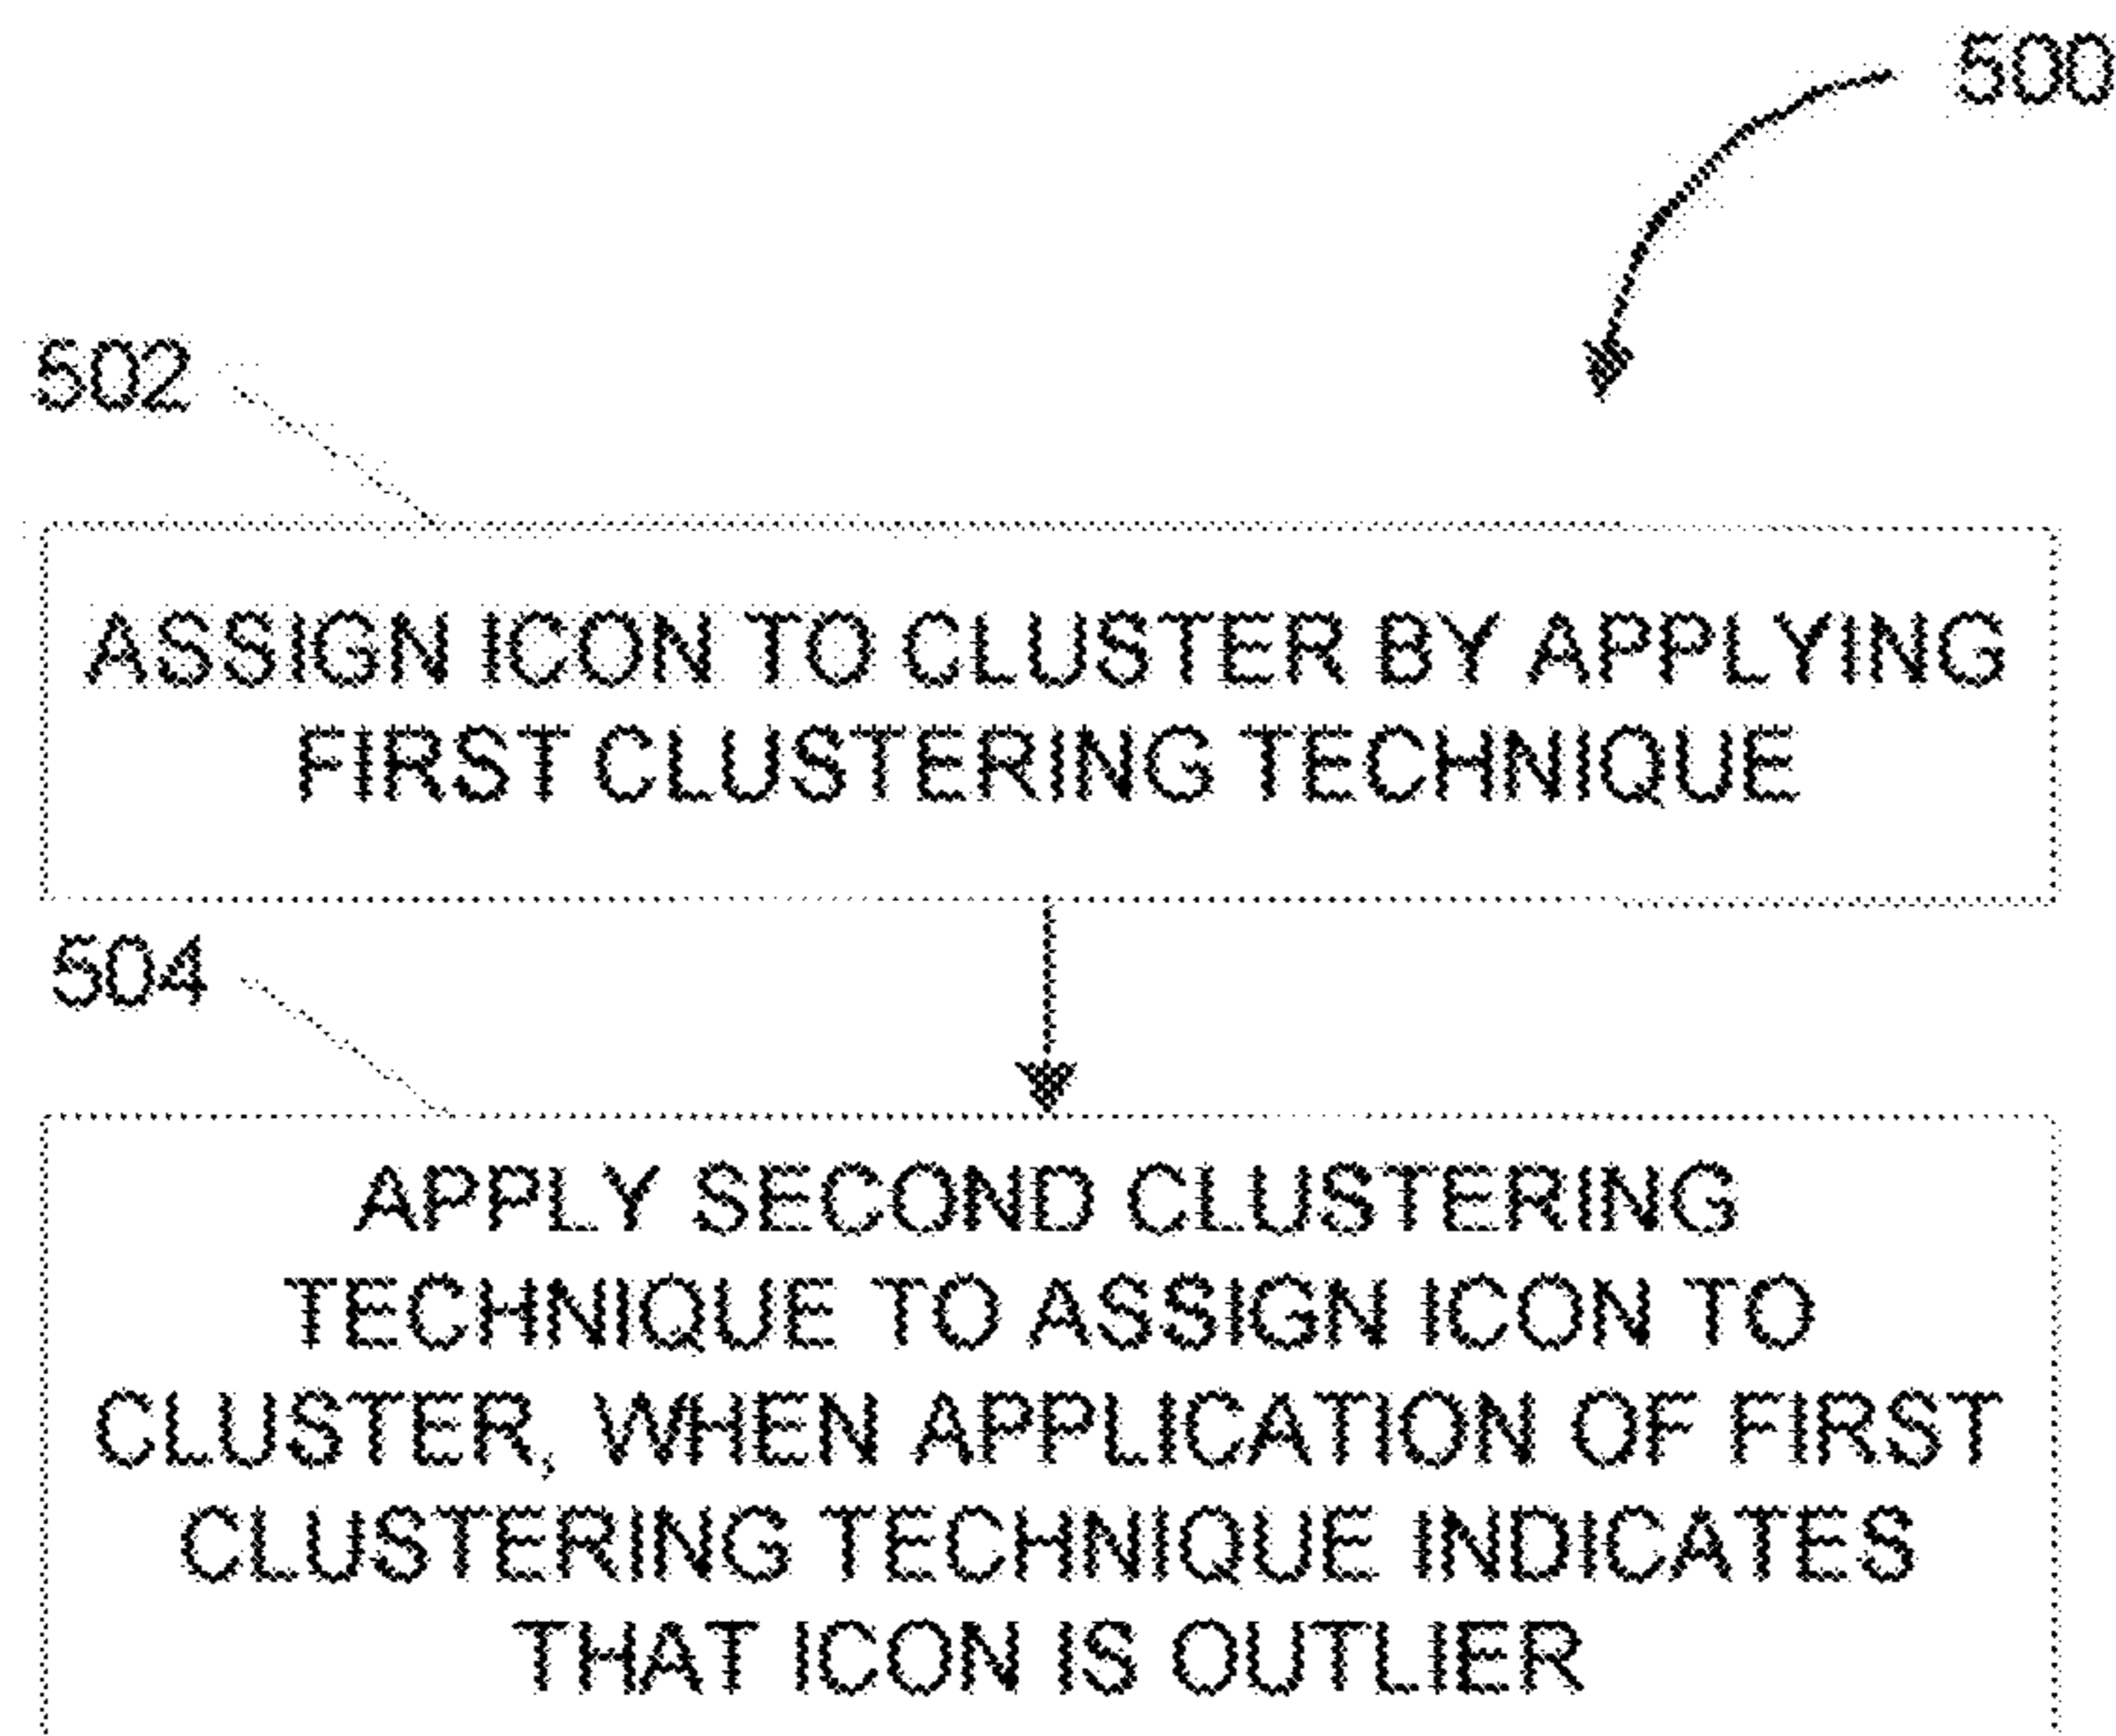 500
502
ASSIGN ICON TO CLUSTER BY APPLYING
FIRST CLUSTERING TECHNIQUE
504
APPLY SECOND CLUSTERING
TECHNIQUE TO ASSIGN ICON TO
CLUSTER, WHEN APPLICATION OF FIRST
CLUSTERING TECHNIQUE INDICATES
THAT ICON IS OUTLIER